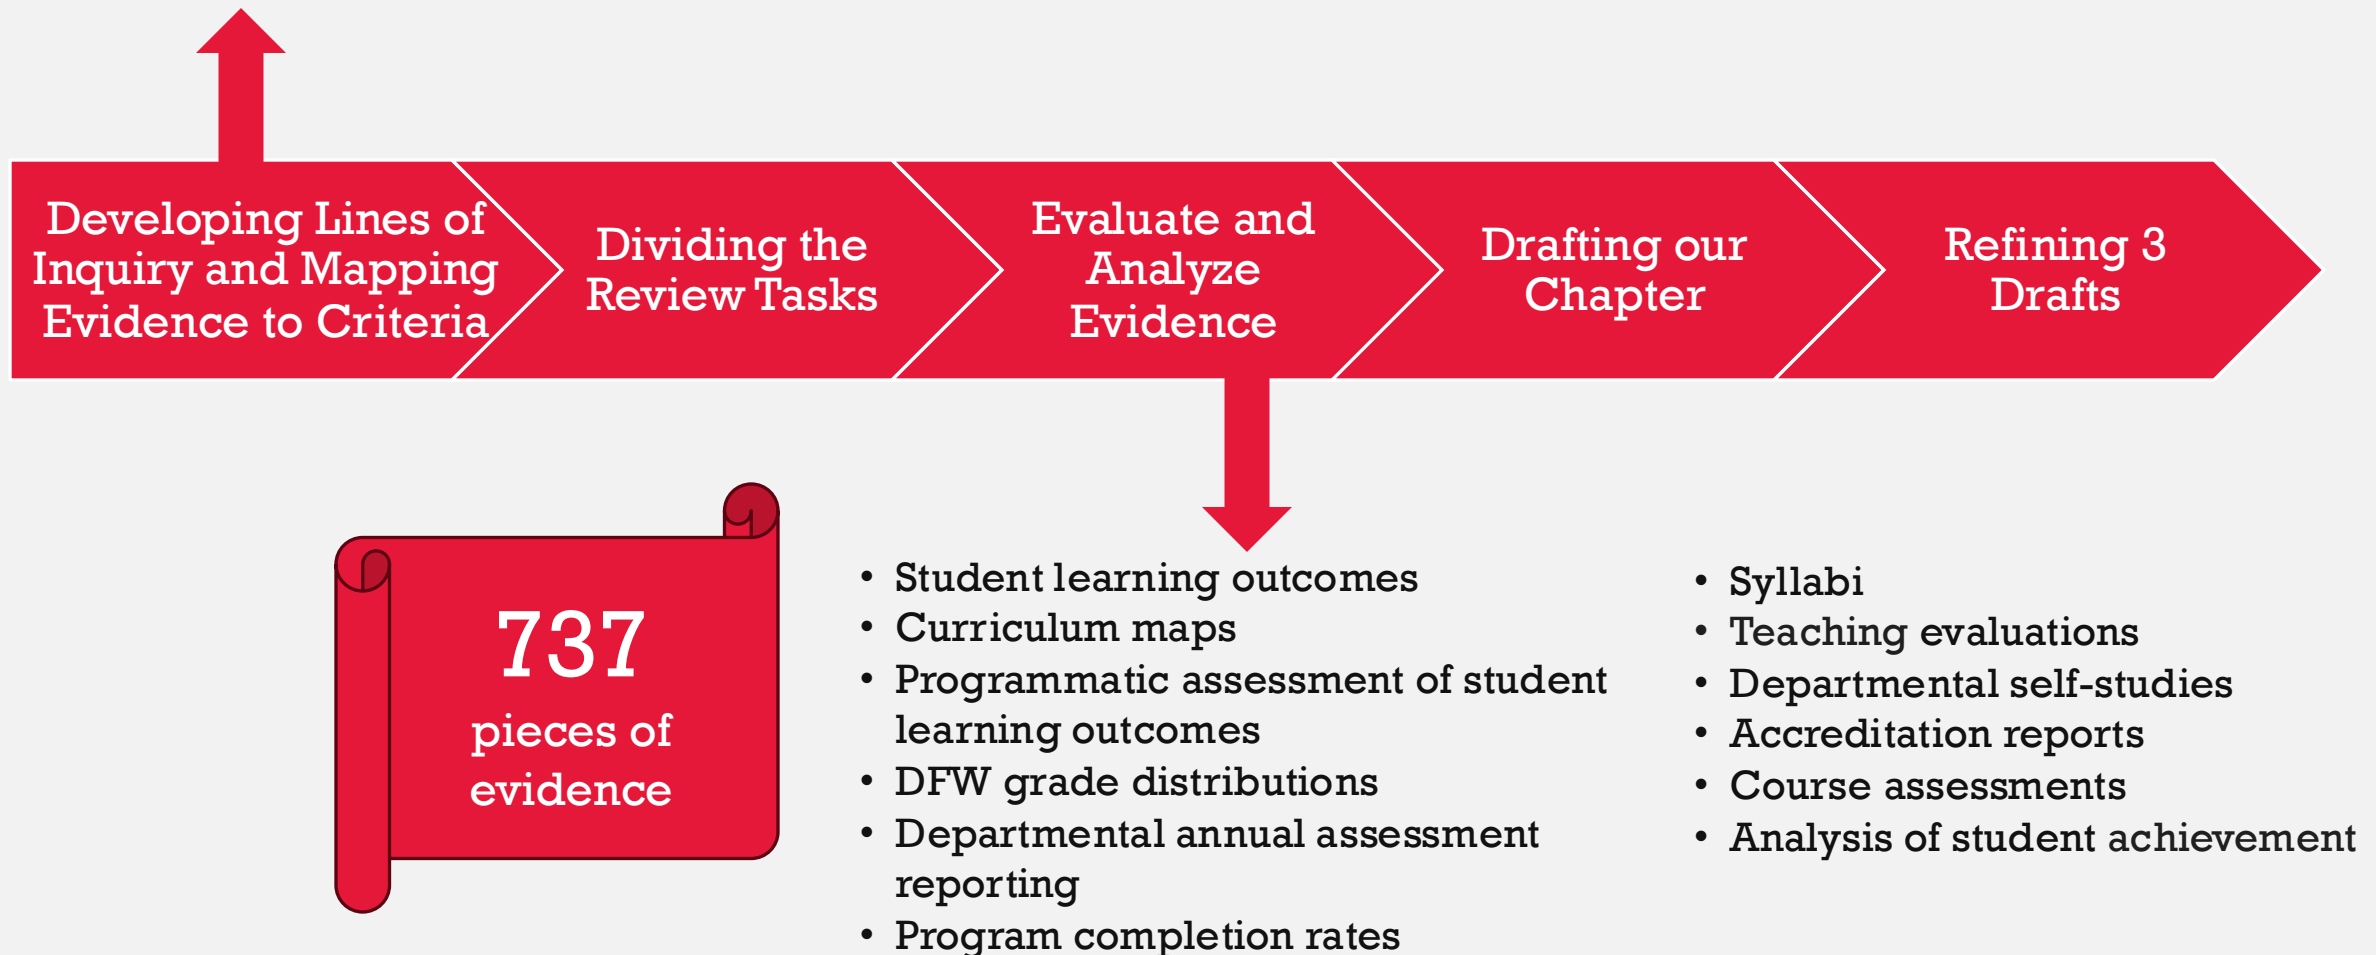 Developing Lines of
Inquiry and Mapping
Evidence to Criteria
Dividing the
Review Tasks
Evaluate and
Analyze
Evidence
Drafting our
Chapter
Refining 3
Drafts
737
pieces of
evidence
• Student learning outcomes
• Curriculum maps
• Programmatic assessment of student
learning outcomes
• DFW grade distributions
• Departmental annual assessment
reporting
• Program completion rates
• Syllabi
• Teaching evaluations
• Departmental self-studies
• Accreditation reports
• Course assessments
• Analysis of student achievement